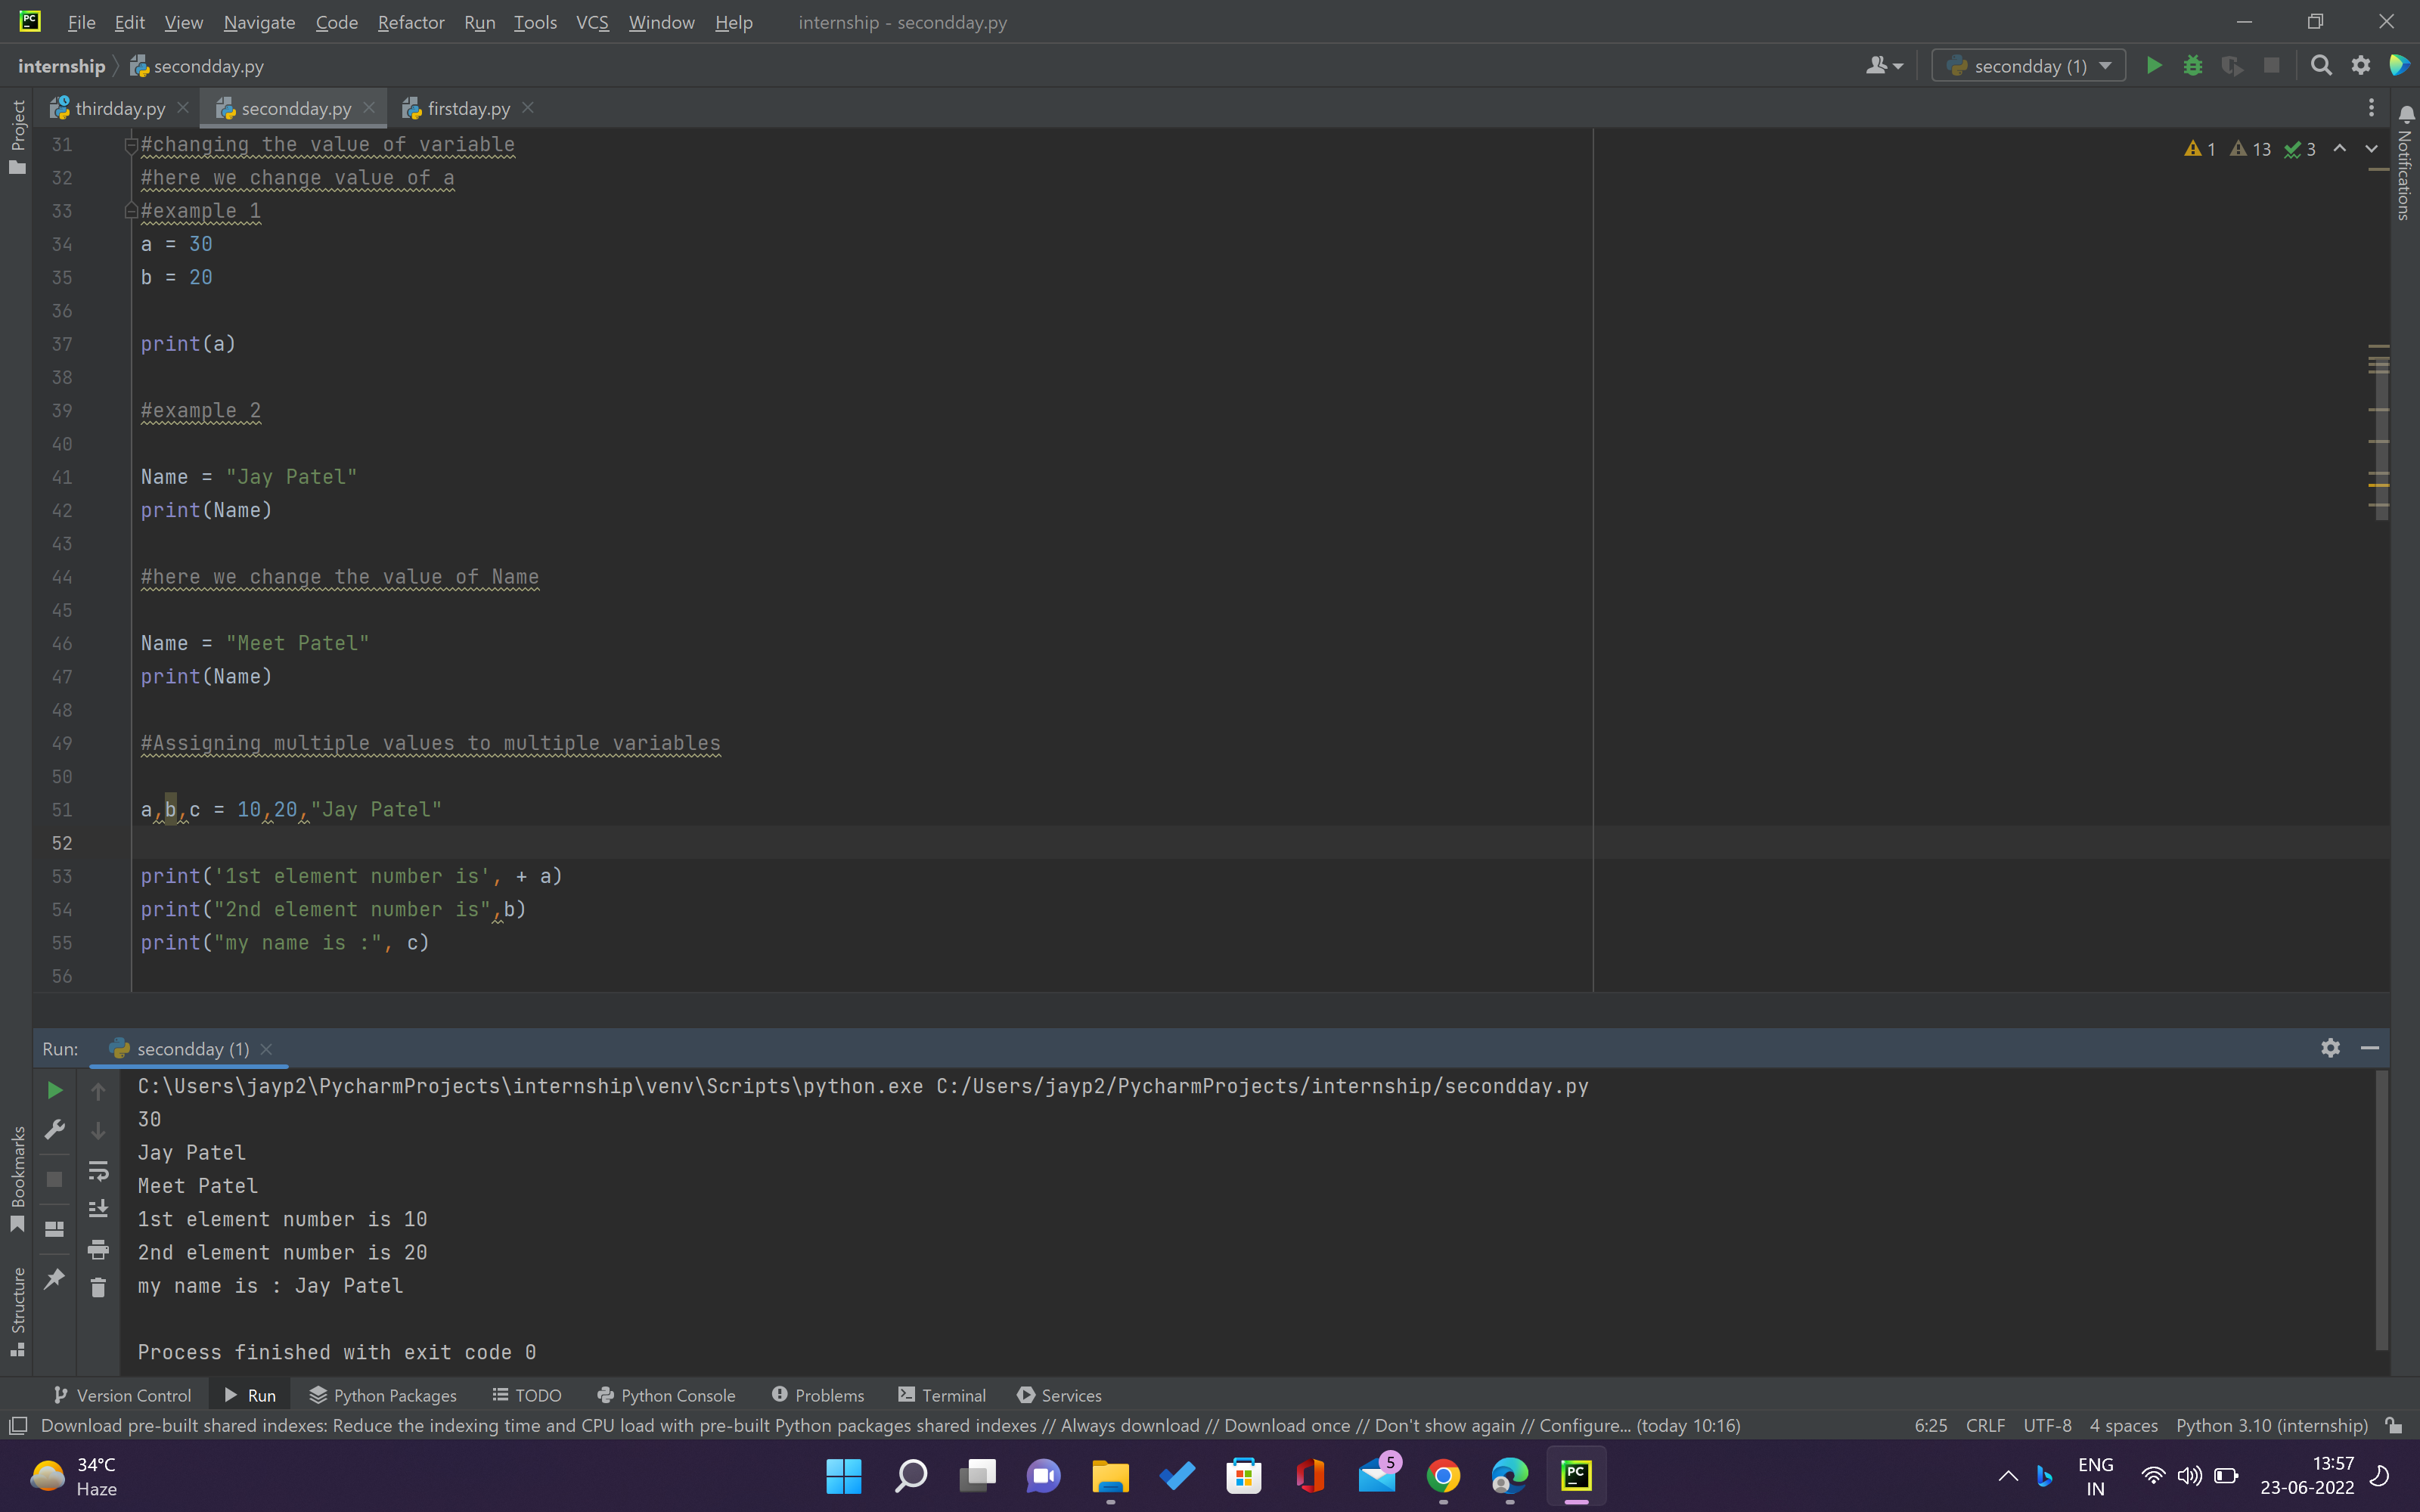 PC File Edit View Navigate Code Refactor Run Tools VCS Window Help internship - secondday.py
internship secondday.py secondday (1)
thirdday.py secondday.py firstday.py
Project
Notifications
1 13 3
31 #changing the value of variable
32 #here we change value of a
33 #example 1
34 a = 30
35 b = 20
36
37 print(a)
38
39 #example 2
40
41 Name = "Jay Patel"
42 print(Name)
43
44 #here we change the value of Name
45
46 Name = "Meet Patel"
47 print(Name)
48
49 #Assigning multiple values to multiple variables
50
51 a,b,c = 10,20,"Jay Patel"
52
53 print('1st element number is', + a)
54 print("2nd element number is",b)
55 print("my name is :", c)
56
Run: secondday (1)
C:\Users\jayp2\PycharmProjects\internship\venv\Scripts\python.exe C:/Users/jayp2/PycharmProjects/internship/secondday.py
30
Jay Patel
Meet Patel
1st element number is 10
2nd element number is 20
my name is : Jay Patel
Process finished with exit code 0
Bookmarks
Structure
Version Control Run Python Packages TODO Python Console Problems Terminal Services
Download pre-built shared indexes: Reduce the indexing time and CPU load with pre-built Python packages shared indexes // Always download // Download once // Don't show again // Configure... (today 10:16) 6:25 CRLF UTF-8 4 spaces Python 3.10 (internship)
34°C
Haze
5
PC
ENG
IN
13:57
23-06-2022